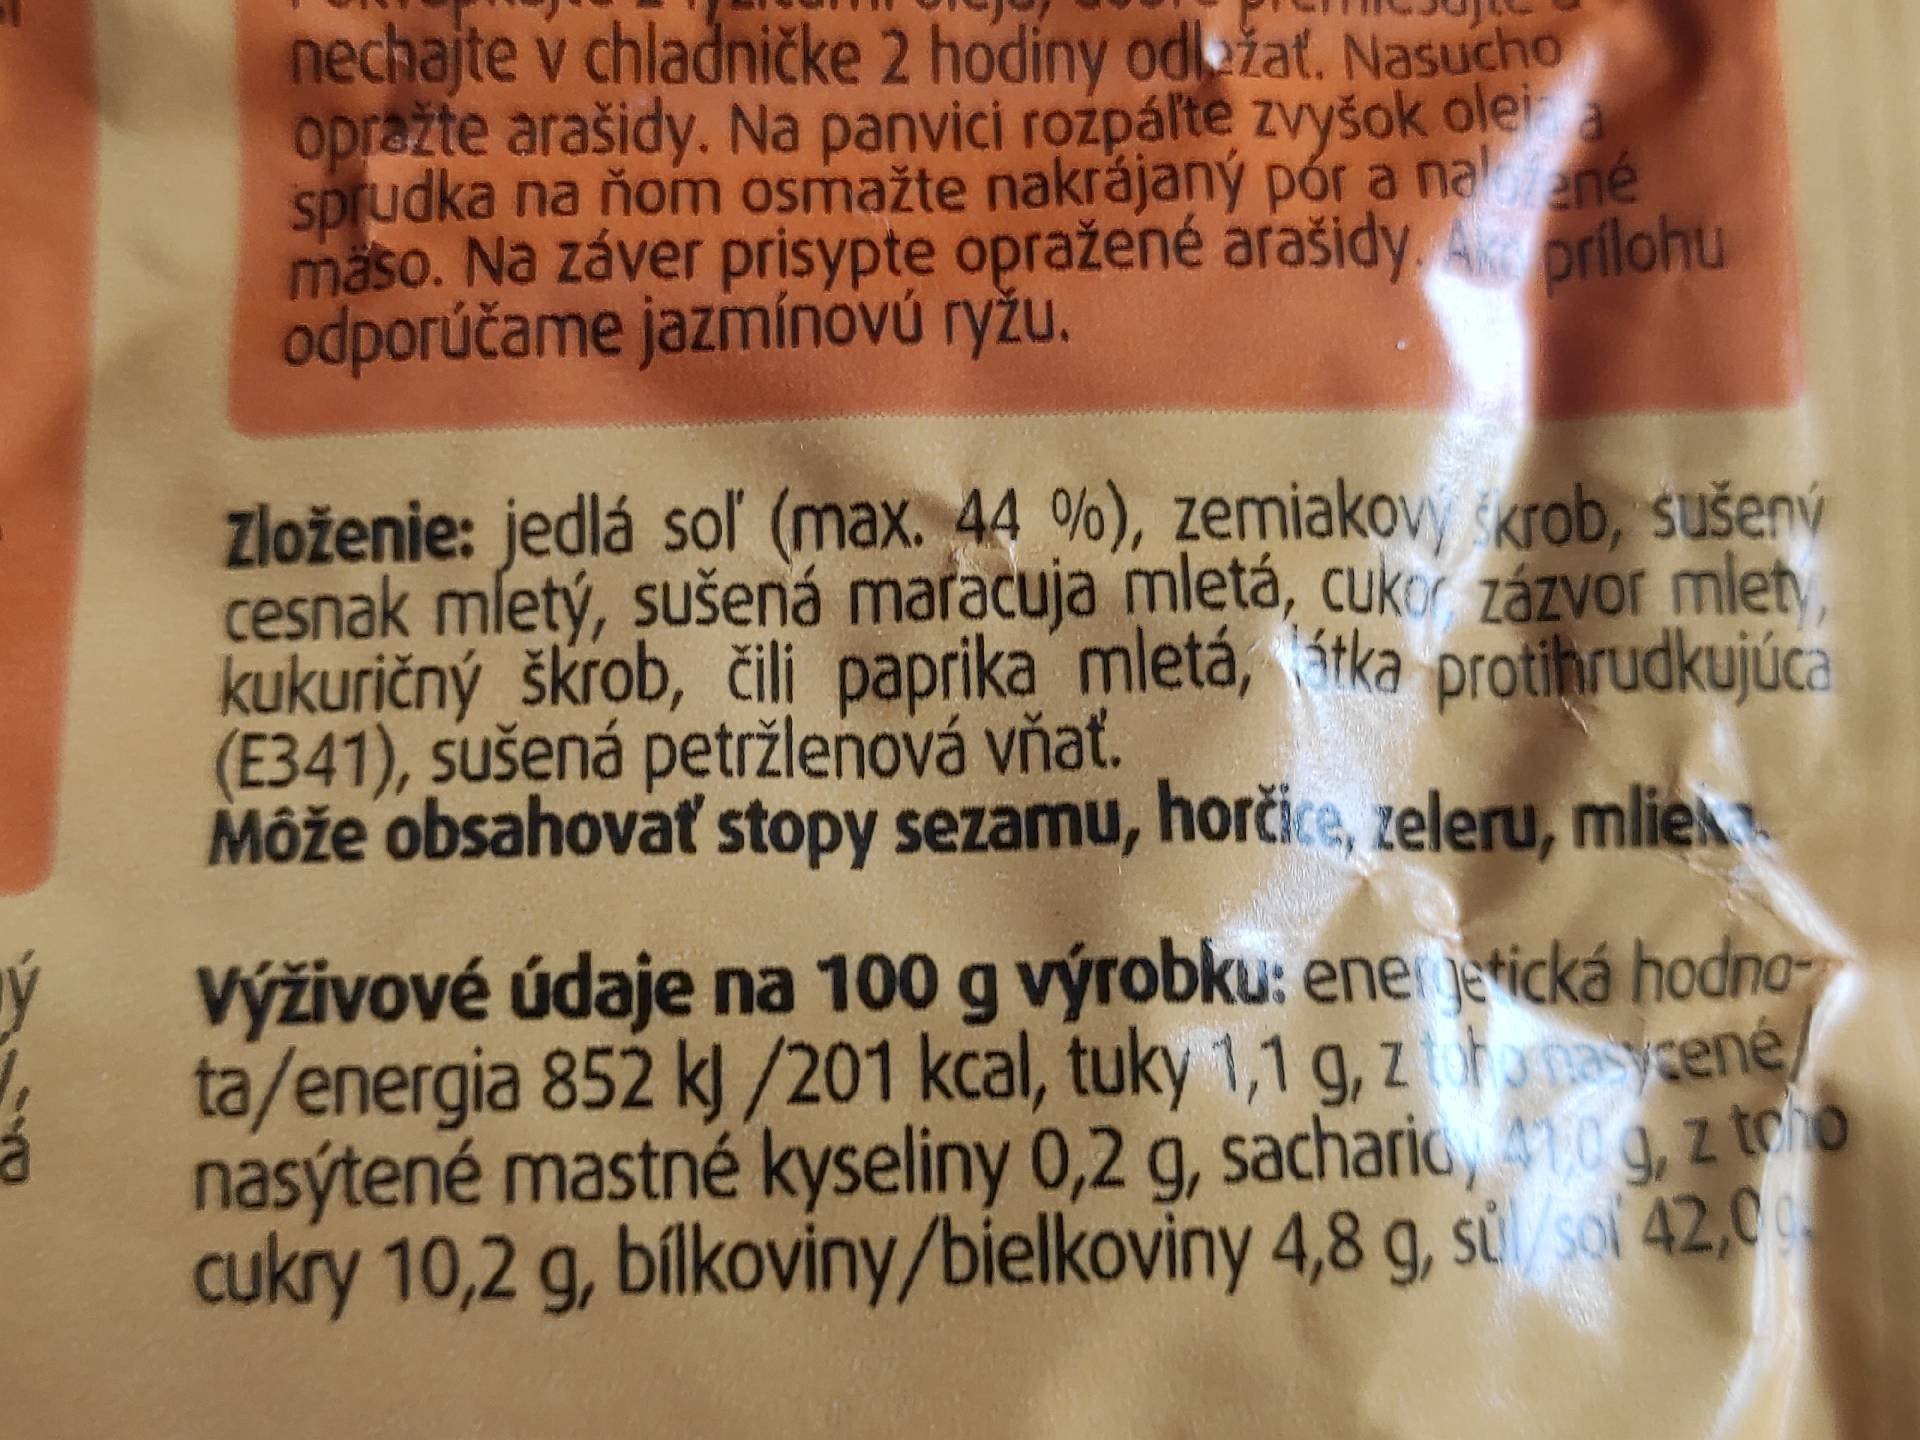 nechajte v chladničke 2 hodiny odležať. Nasucho
opražte arašidy. Na panvici rozpáľte zvyšok oleja a
sprudka na ňom osmažte nakrájaný pór a naložené
mäso. Na záver prisypte opražené arašidy. Ako prílohu
odporúčame jazmínovú ryžu.
Zloženie: jedlá soľ (max. 44 %), zemiakový škrob, sušený
cesnak mletý, sušená maracuja mletá, cukor, zázvor mletý,
kukuričný škrob, čili paprika mletá, látka protihrudkujúca
(E341), sušená petržlenová vňať.
Môže obsahovať stopy sezamu, horčice, zeleru, mlieka.
Výživové údaje na 100 g výrobku: energetická hodno-
ta/energia 852 kJ /201 kcal, tuky 1,1 g, z toho nasycené/
nasýtené mastné kyseliny 0,2 g, sacharidy 41,0 g, z toho
cukry 10,2 g, bílkoviny/bielkoviny 4,8 g, sůl/soľ 42,0 g.